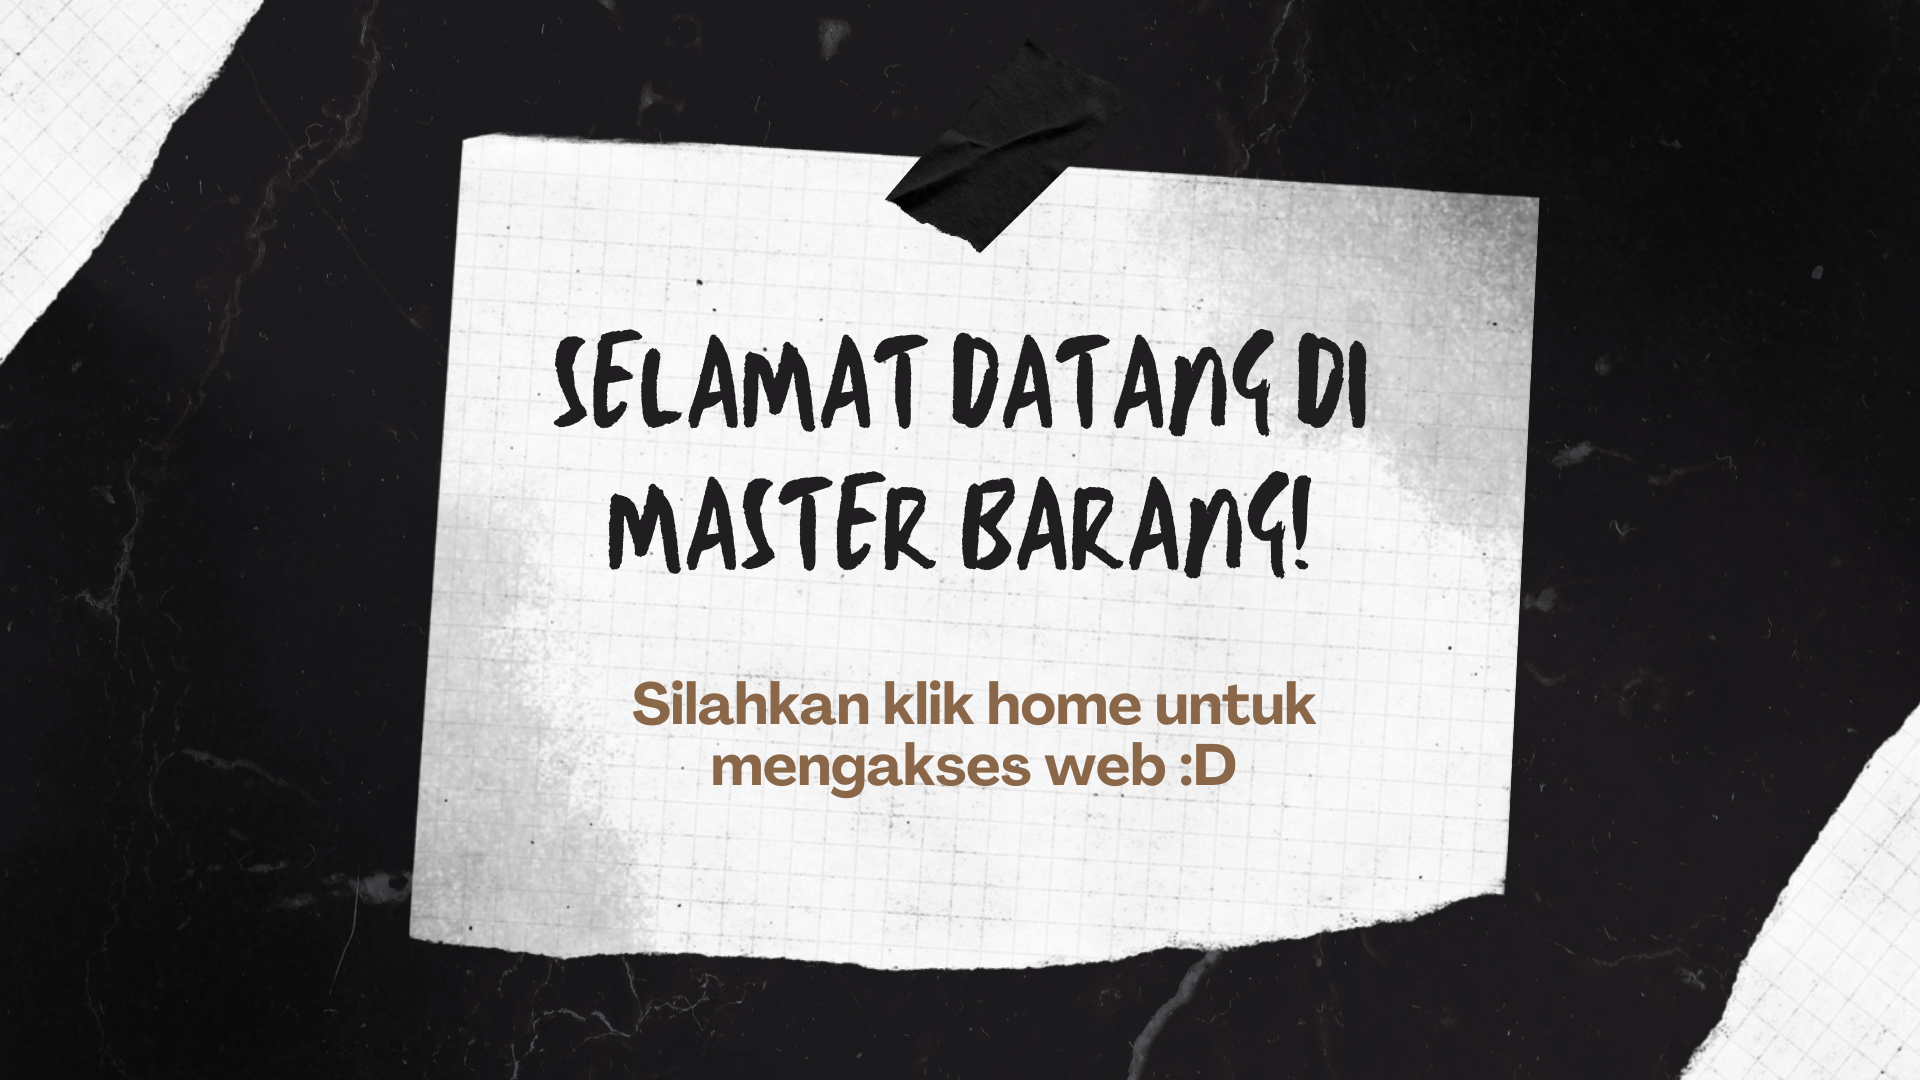 SELAMAT DATANG DI
MASTER BARANG!
Silahkan klik home untuk
mengakses web :D